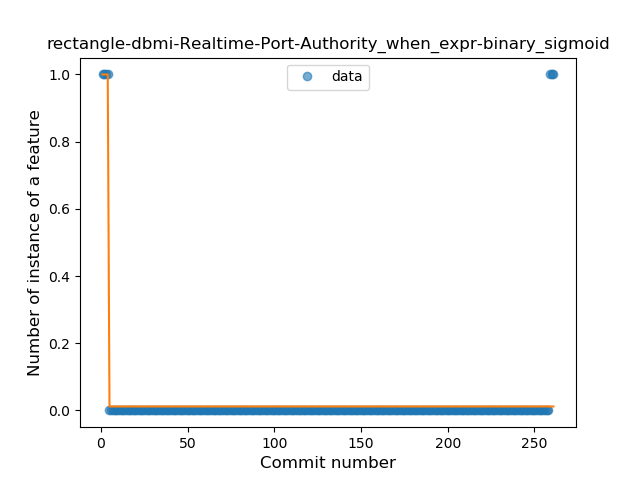 rectangle-dbmi-Realtime-Port-Authority_when_expr-binary_sigmoid
data
Number of instance of a feature
1.0
0.8
0.6
0.4
0.2
0.0
0 50 100 150 200 250
Commit number